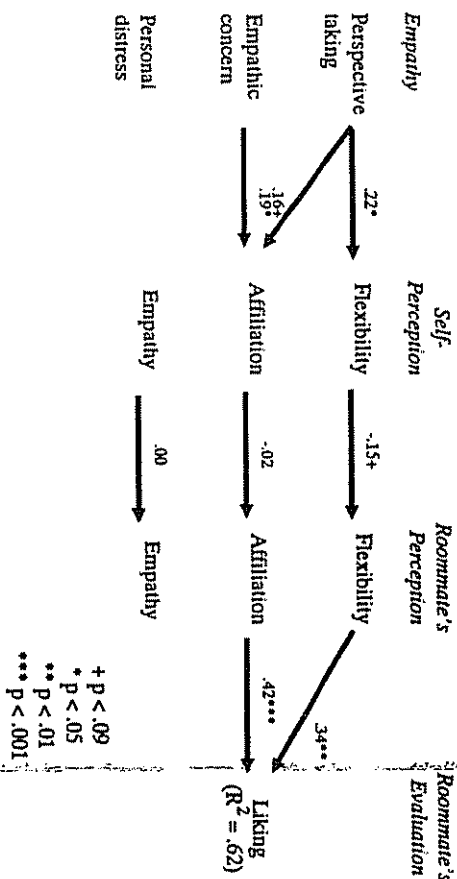 Empathy
Self-
Perception
Roommate's
Perception
Roommate's
Evaluation
Perspective
taking
.22*
Flexibility
-.15+
Flexibility
.34**
.16+
.19*
Empathic
concern
Affiliation
-.02
Affiliation
.42***
Liking
(R² = .62)
Personal
distress
Empathy
.00
Empathy
+ p < .09
* p < .05
** p < .01
*** p < .001